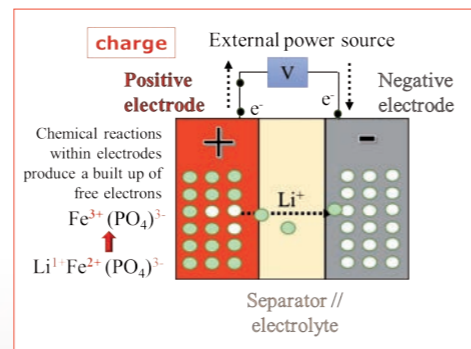 charge
External power source
V
Positive
electrode
Negative
electrode
e⁻
e⁻
Chemical reactions
within electrodes
produce a built up of
free electrons
+
-
Li⁺
Fe³⁺(PO₄)³⁻
Li¹⁺Fe²⁺(PO₄)³⁻
Separator //
electrolyte